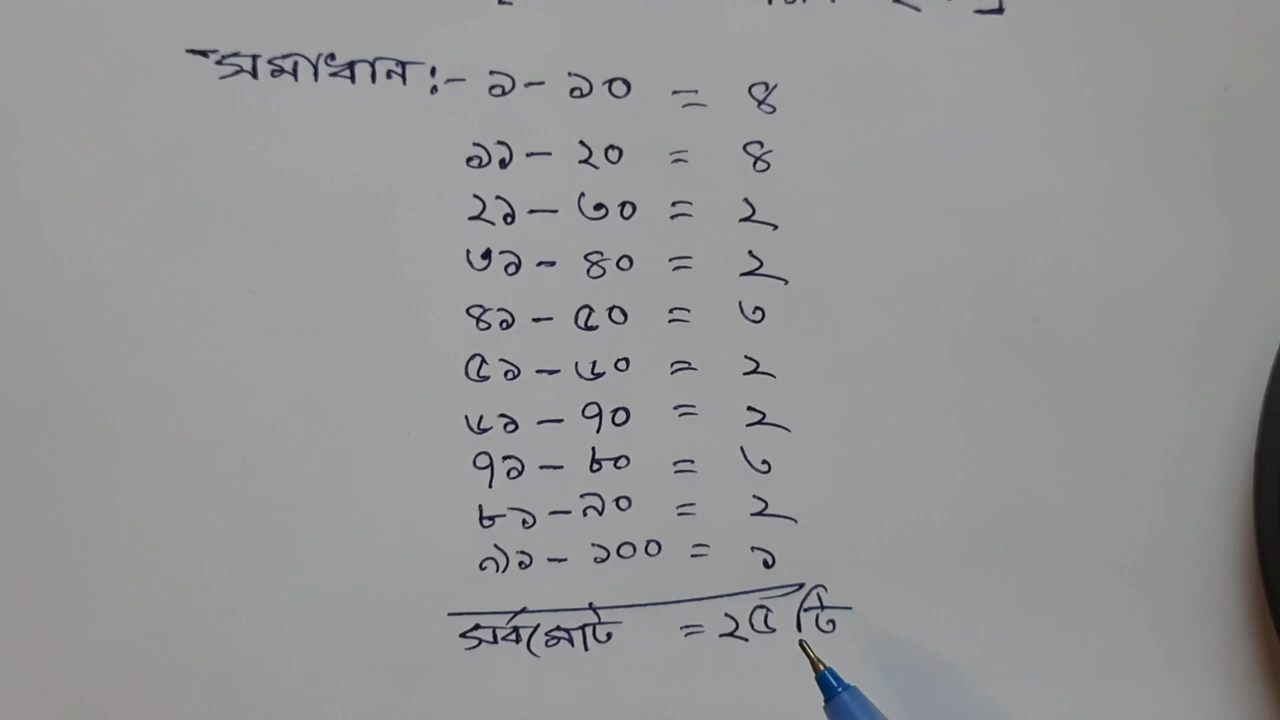 সমাধান:- ১ - ১০ = ৪
১১ - ২০ = ৪
২১ - ৩০ = ২
৩১ - ৪০ = ২
৪১ - ৫০ = ৩
৫১ - ৬০ = ২
৬১ - ৭০ = ২
৭১ - ৮০ = ৩
৮১ - ৯০ = ২
৯১ - ১০০ = ১
সর্বমোট = ২৫ টি